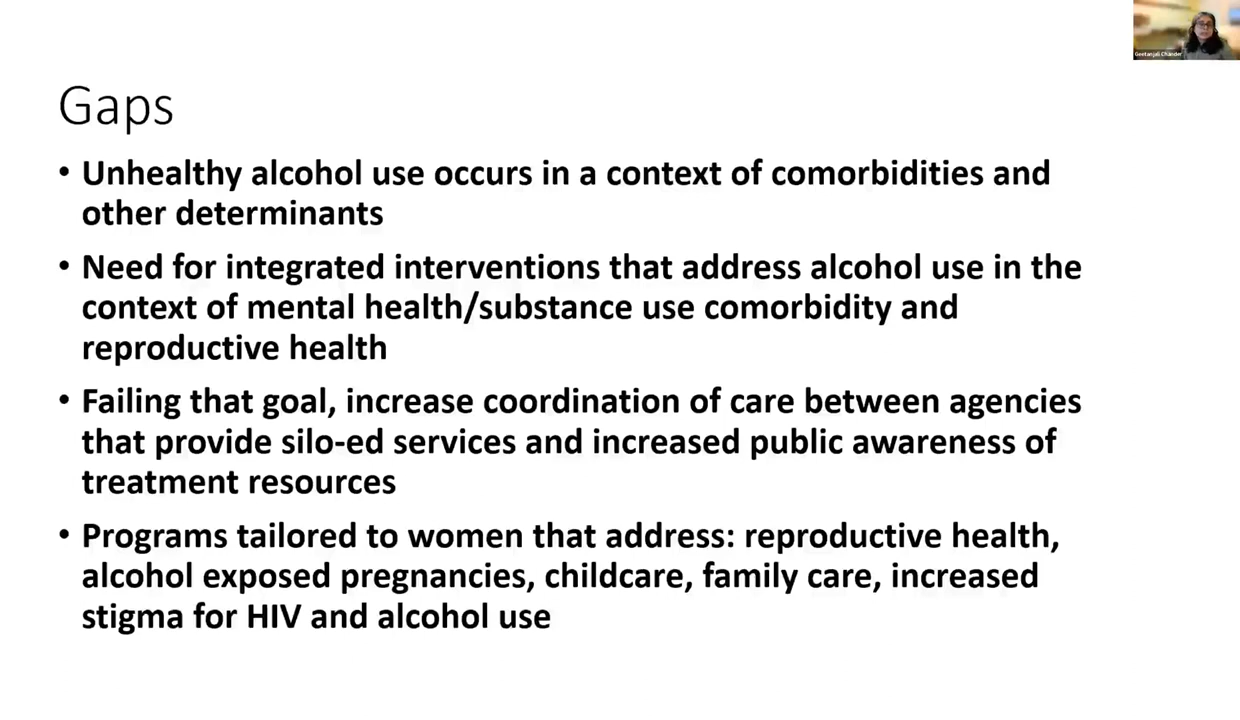 Geetanjali Chander
Gaps
• Unhealthy alcohol use occurs in a context of comorbidities and
other determinants
• Need for integrated interventions that address alcohol use in the
context of mental health/substance use comorbidity and
reproductive health
• Failing that goal, increase coordination of care between agencies
that provide silo-ed services and increased public awareness of
treatment resources
• Programs tailored to women that address: reproductive health,
alcohol exposed pregnancies, childcare, family care, increased
stigma for HIV and alcohol use